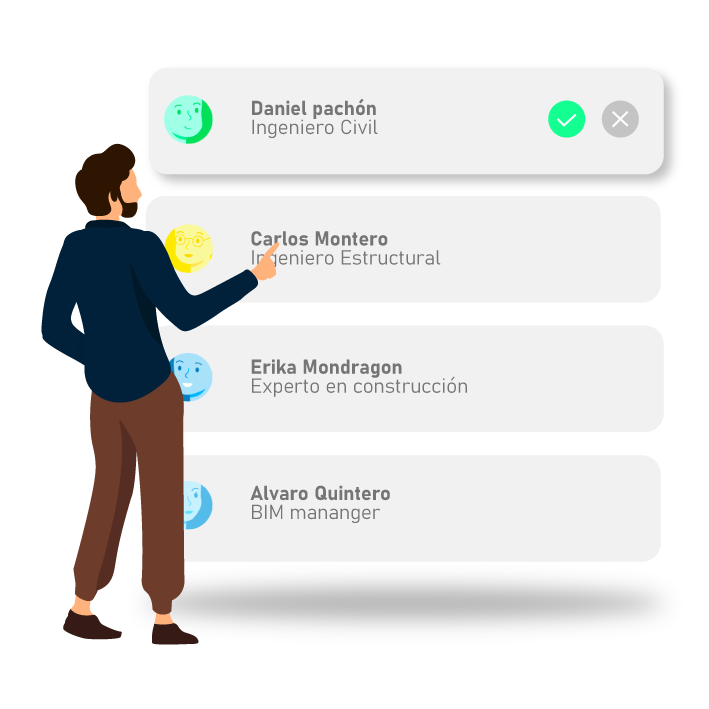 Daniel pachón
Ingeniero Civil
Carlos Montero
Ingeniero Estructural
Erika Mondragon
Experto en construcción
Alvaro Quintero
BIM mananger